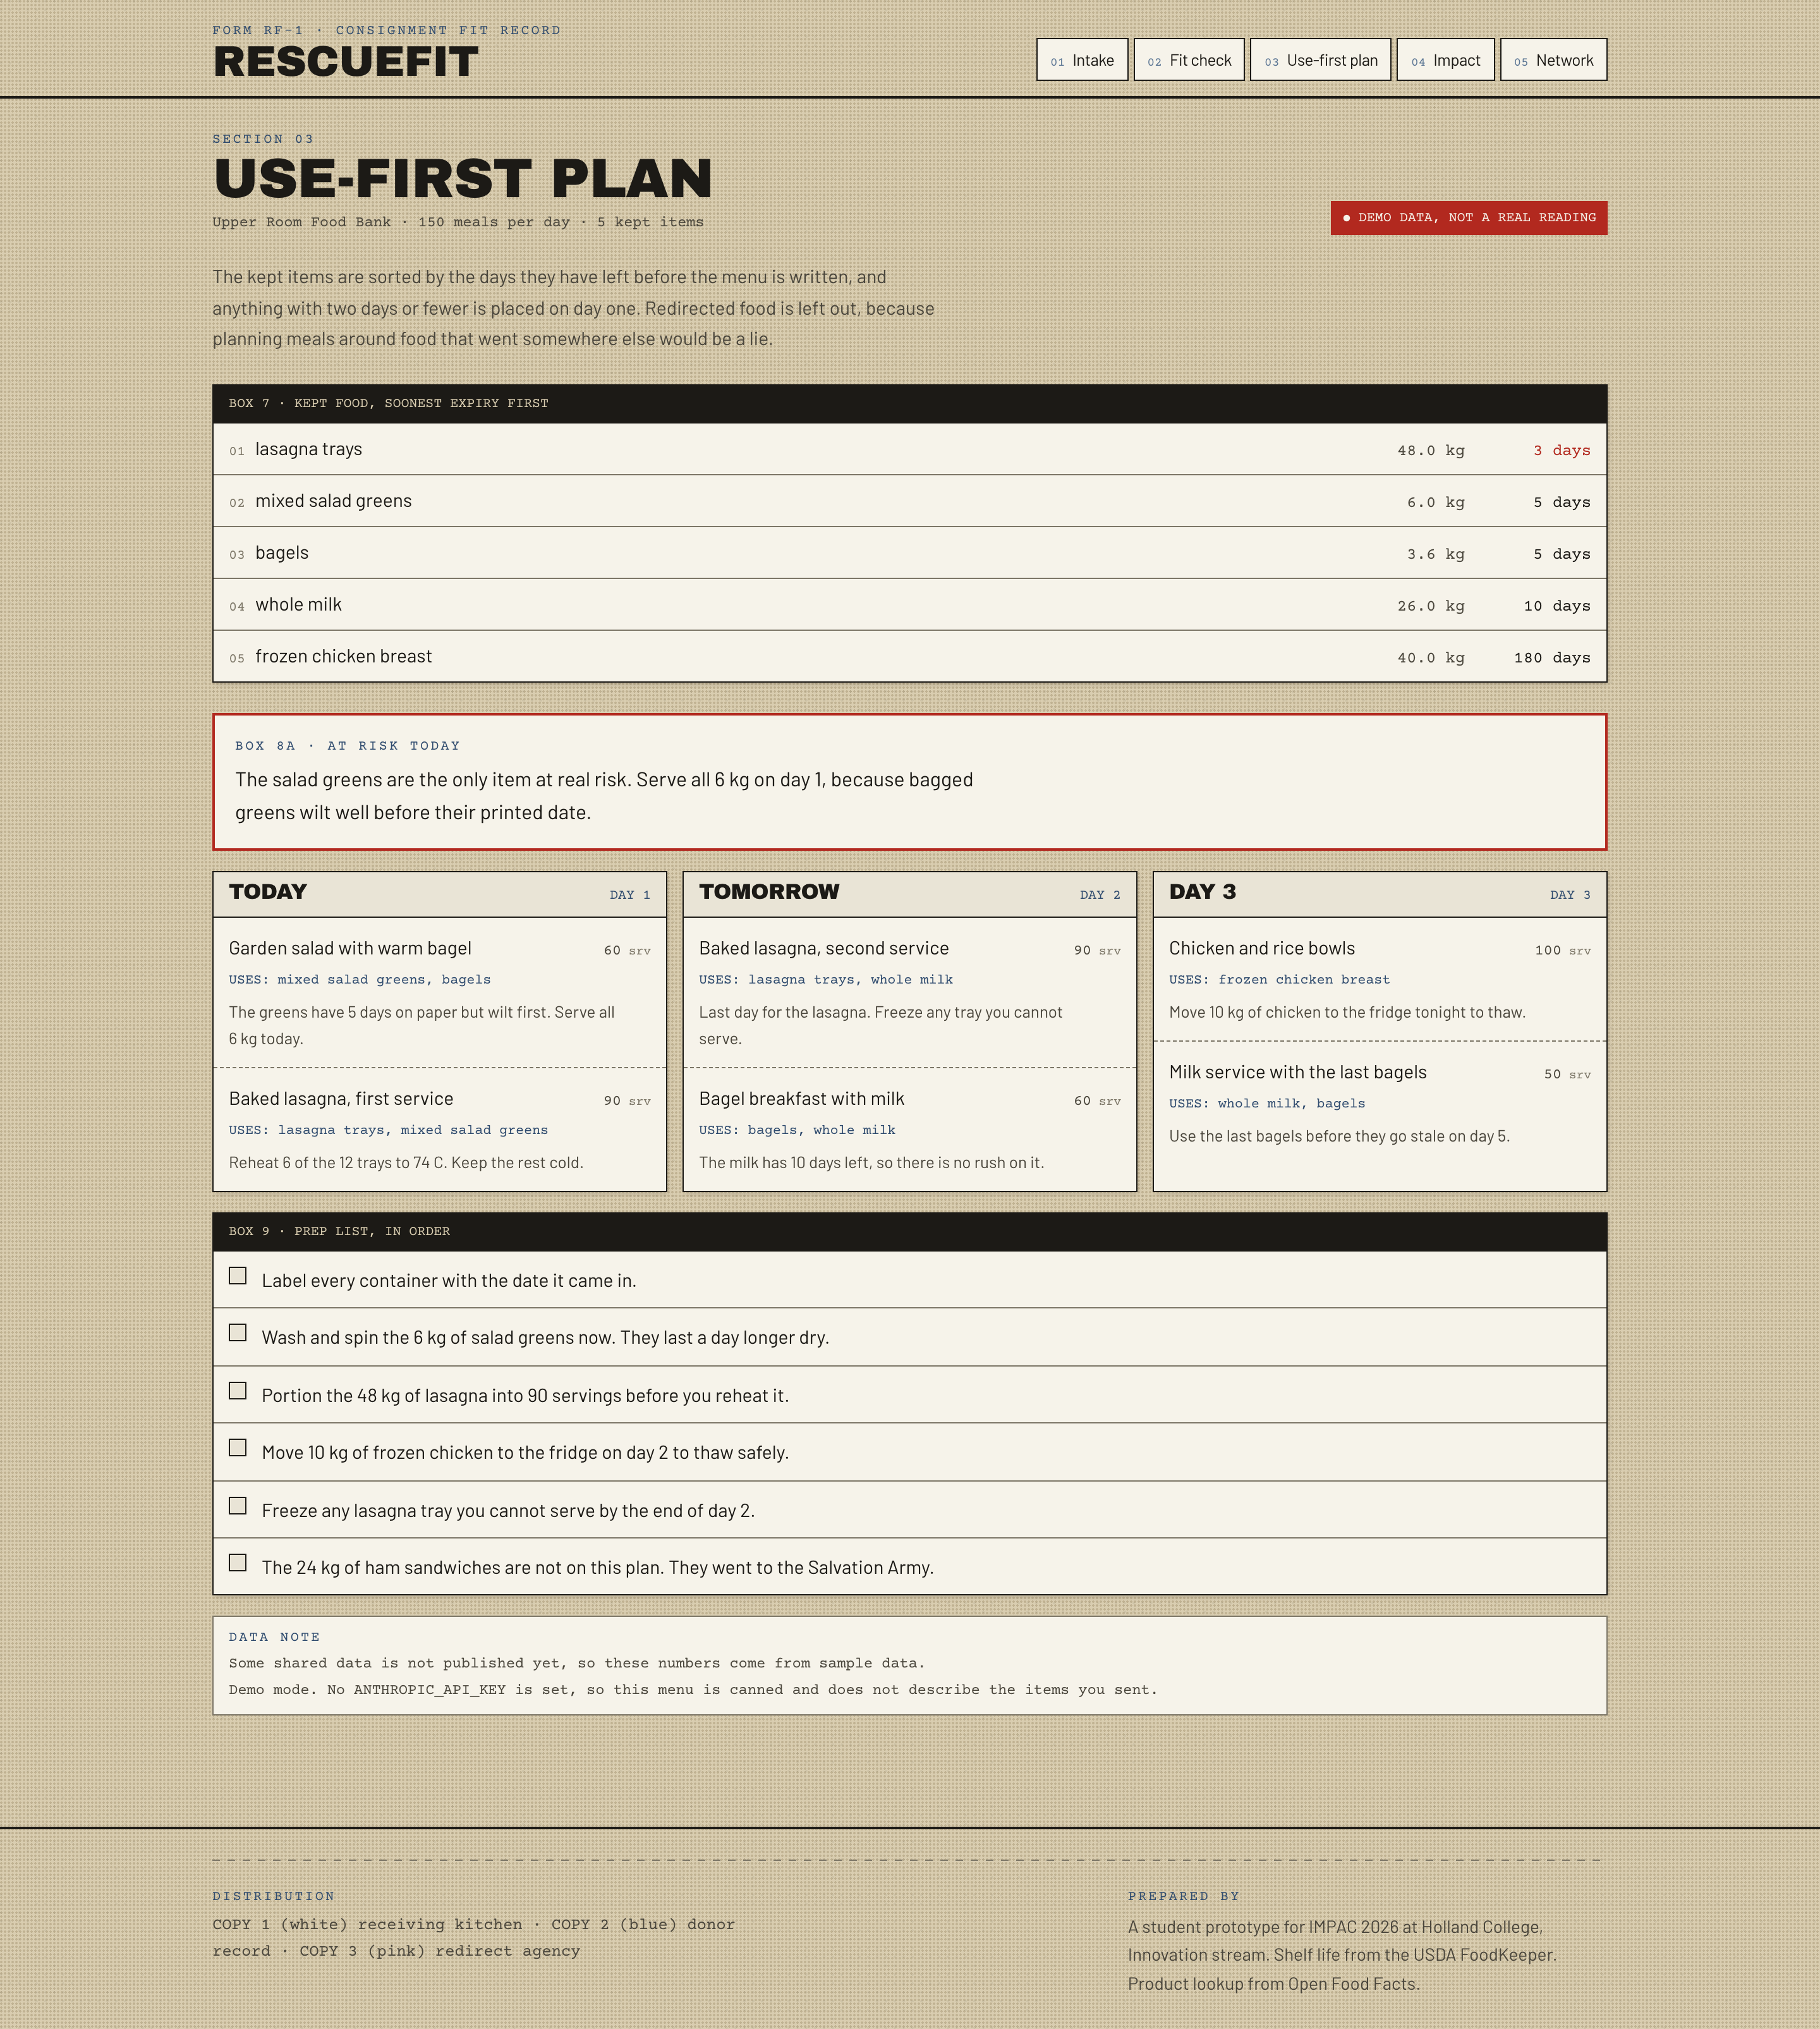 FORM RF-1 · CONSIGNMENT FIT RECORD
RESCUEFIT
01 Intake
02 Fit check
03 Use-first plan
04 Impact
05 Network
SECTION 03
USE-FIRST PLAN
Upper Room Food Bank · 150 meals per day · 5 kept items
● DEMO DATA, NOT A REAL READING
The kept items are sorted by the days they have left before the menu is written, and
anything with two days or fewer is placed on day one. Redirected food is left out, because
planning meals around food that went somewhere else would be a lie.
BOX 7 · KEPT FOOD, SOONEST EXPIRY FIRST
01 lasagna trays 48.0 kg 3 days
02 mixed salad greens 6.0 kg 5 days
03 bagels 3.6 kg 5 days
04 whole milk 26.0 kg 10 days
05 frozen chicken breast 40.0 kg 180 days
BOX 8A · AT RISK TODAY
The salad greens are the only item at real risk. Serve all 6 kg on day 1, because bagged
greens wilt well before their printed date.
TODAY DAY 1
Garden salad with warm bagel 60 srv
USES: mixed salad greens, bagels
The greens have 5 days on paper but wilt first. Serve all
6 kg today.
Baked lasagna, first service 90 srv
USES: lasagna trays, mixed salad greens
Reheat 6 of the 12 trays to 74 C. Keep the rest cold.
TOMORROW DAY 2
Baked lasagna, second service 90 srv
USES: lasagna trays, whole milk
Last day for the lasagna. Freeze any tray you cannot
serve.
Bagel breakfast with milk 60 srv
USES: bagels, whole milk
The milk has 10 days left, so there is no rush on it.
DAY 3 DAY 3
Chicken and rice bowls 100 srv
USES: frozen chicken breast
Move 10 kg of chicken to the fridge tonight to thaw.
Milk service with the last bagels 50 srv
USES: whole milk, bagels
Use the last bagels before they go stale on day 5.
BOX 9 · PREP LIST, IN ORDER
Label every container with the date it came in.
Wash and spin the 6 kg of salad greens now. They last a day longer dry.
Portion the 48 kg of lasagna into 90 servings before you reheat it.
Move 10 kg of frozen chicken to the fridge on day 2 to thaw safely.
Freeze any lasagna tray you cannot serve by the end of day 2.
The 24 kg of ham sandwiches are not on this plan. They went to the Salvation Army.
DATA NOTE
Some shared data is not published yet, so these numbers come from sample data.
Demo mode. No ANTHROPIC_API_KEY is set, so this menu is canned and does not describe the items you sent.
DISTRIBUTION
COPY 1 (white) receiving kitchen · COPY 2 (blue) donor
record · COPY 3 (pink) redirect agency
PREPARED BY
A student prototype for IMPAC 2026 at Holland College,
Innovation stream. Shelf life from the USDA FoodKeeper.
Product lookup from Open Food Facts.